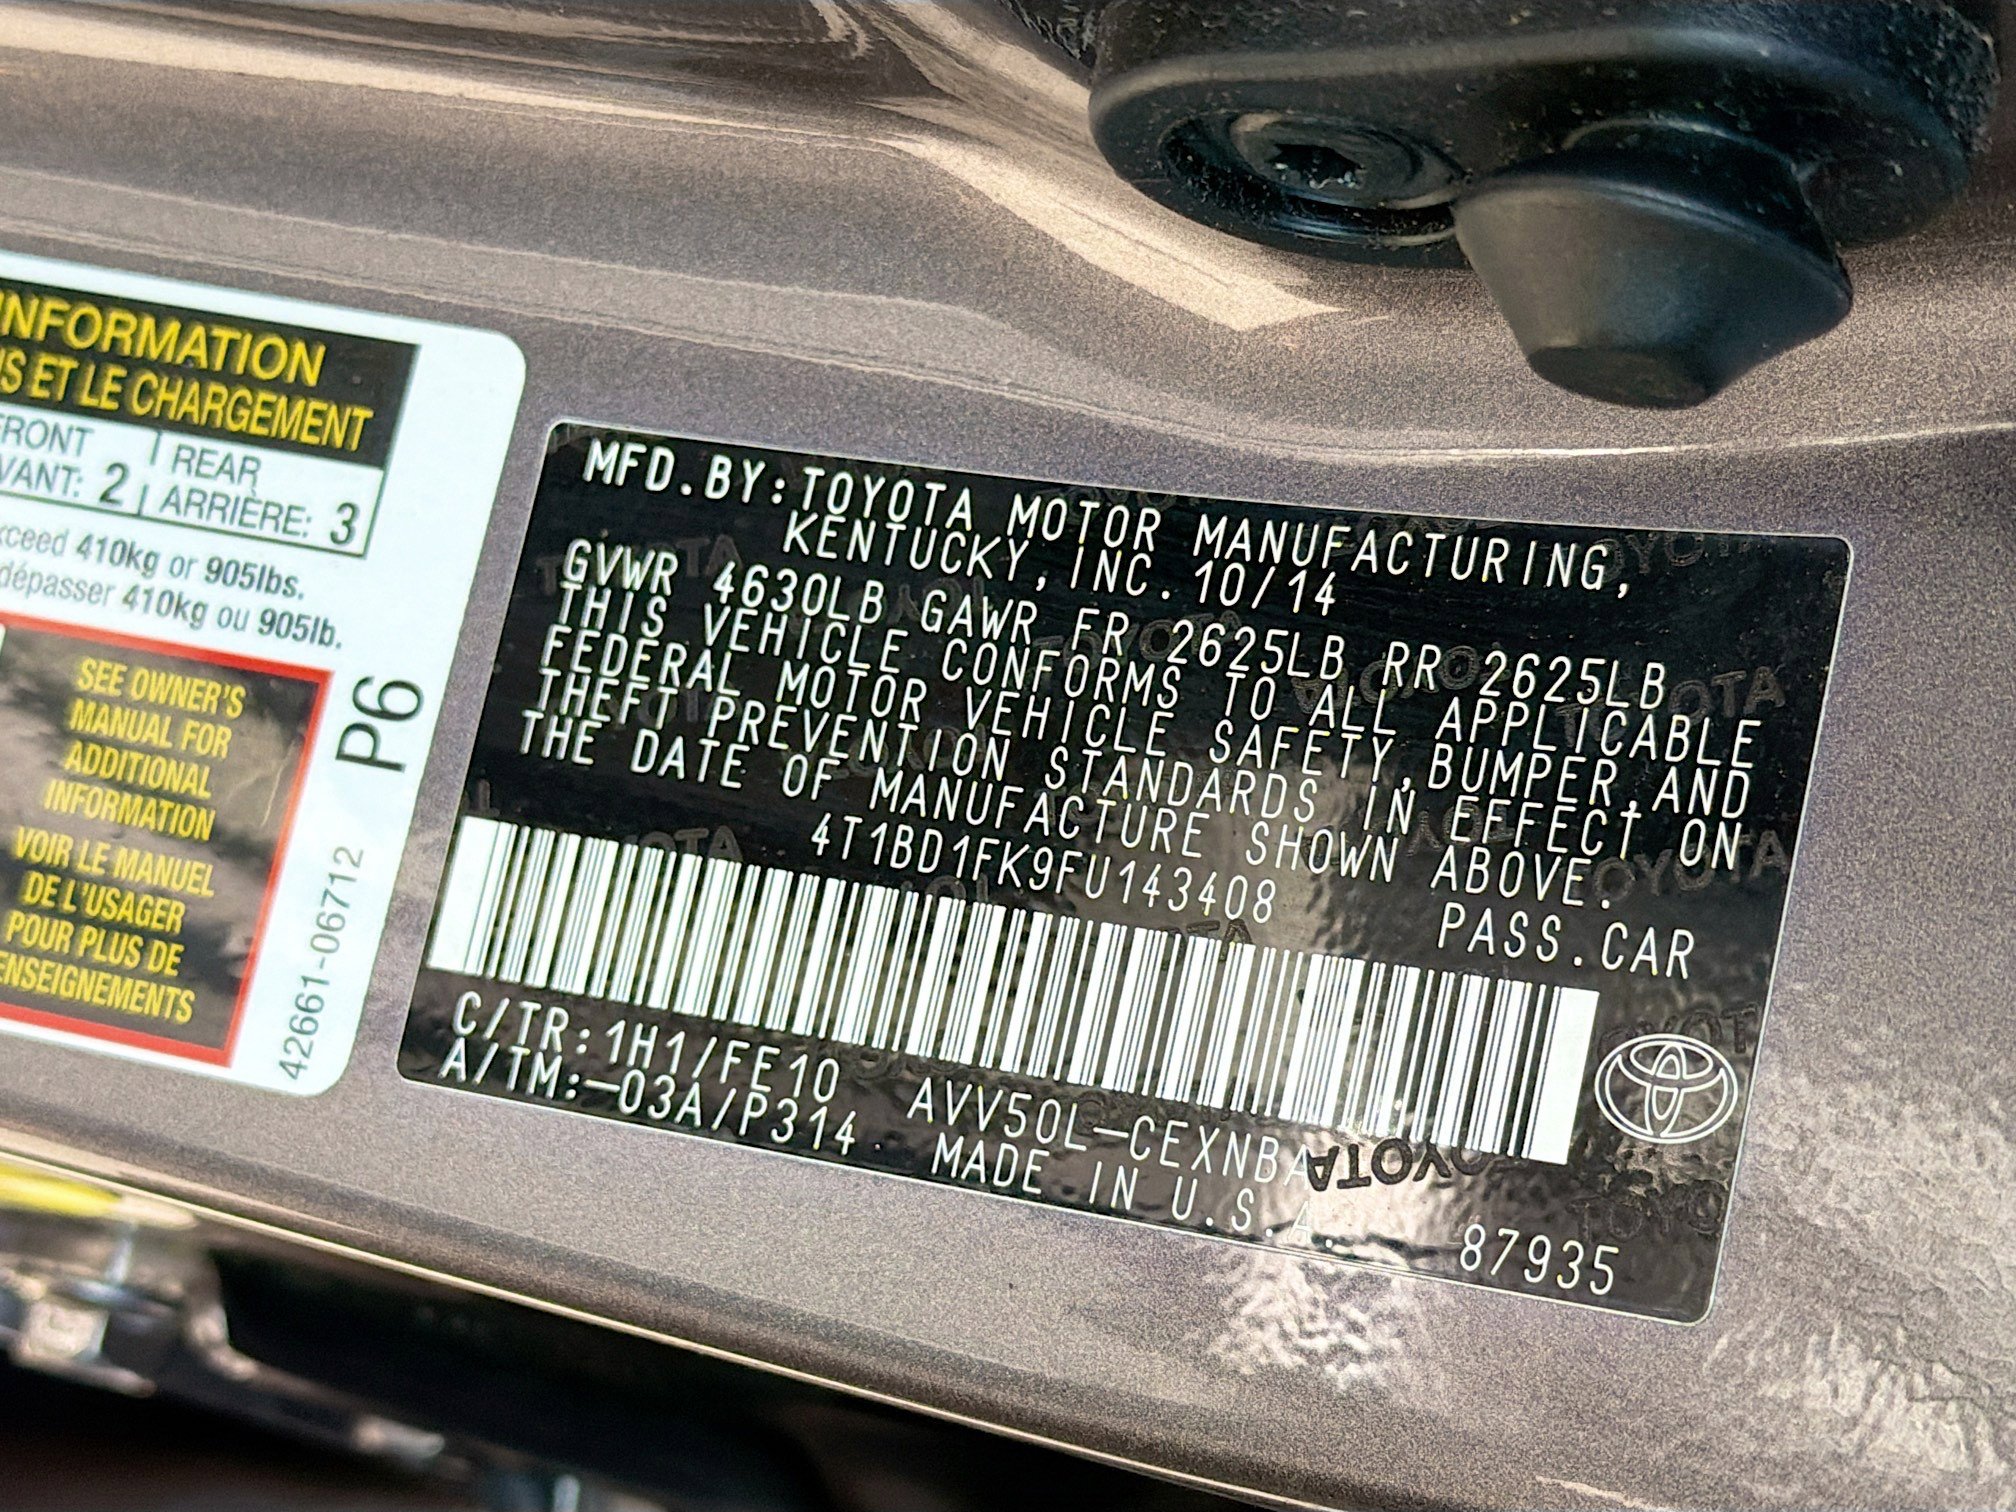 INFORMATION
IS ET LE CHARGEMENT
FRONT REAR
AVANT: 2 ARRIÈRE: 3
exceed 410kg or 905lbs.
dépasser 410kg ou 905lb.
SEE OWNER'S
MANUAL FOR
ADDITIONAL
INFORMATION
VOIR LE MANUEL
DE L'USAGER
POUR PLUS DE
ENSEIGNEMENTS
P6
42661-06712
MFD.BY:TOYOTA MOTOR MANUFACTURING,
KENTUCKY,INC.10/14
GVWR 4630LB GAWR FR 2625LB RR 2625LB
THIS VEHICLE CONFORMS TO ALL APPLICABLE
FEDERAL MOTOR VEHICLE SAFETY,BUMPER,AND
THEFT PREVENTION STANDARDS IN EFFECT ON
THE DATE OF MANUFACTURE SHOWN ABOVE.
4T1BD1FK9FU143408 PASS.CAR
C/TR:1H1/FE10 AVV50L-CEXNBA
A/TM:-03A/P314 MADE IN U.S.A.
TOYOTA
87935